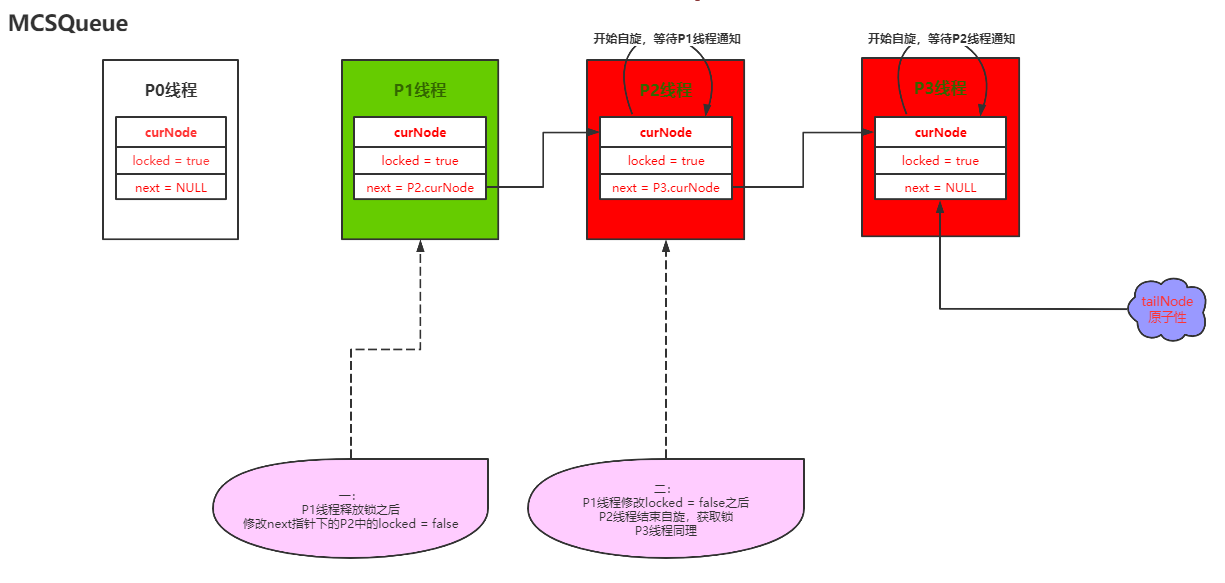 MCSQueue
开始自旋，等待P1线程通知
开始自旋，等待P2线程通知
P0线程
curNode
locked = true
next = NULL
P1线程
curNode
locked = true
next = P2.curNode
P2线程
curNode
locked = true
next = P3.curNode
P3线程
curNode
locked = true
next = NULL
tailNode
原子性
一：
P1线程释放锁之后
修改next指针下的P2中的locked = false
二：
P1线程修改locked = false之后
P2线程结束自旋，获取锁
P3线程同理